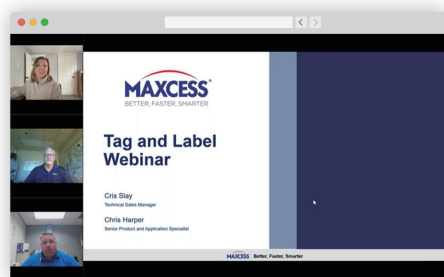 MAXCESS®
BETTER, FASTER, SMARTER
Tag and Label
Webinar
Cris Slay
Technical Sales Manager
Chris Harper
Senior Product and Application Specialist
MAXCESS Better, Faster, Smarter